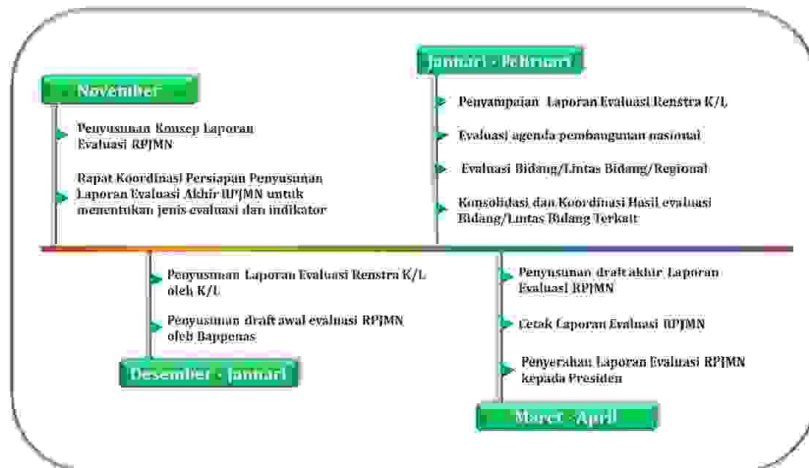 November
Penyusunan Konsep Laporan
Evaluasi RPJMN
Rapat Koordinasi Persiapan Penyusunan
Laporan Evaluasi Akhir RPJMN untuk
menentukan jenis evaluasi dan indikator
Januari - Februari
Penyampaian Laporan Evaluasi Renstra K/L
Evaluasi agenda pembangunan nasional
Evaluasi Bidang/Lintas Bidang/Regional
Konsolidasi dan Koordinasi Hasil evaluasi
Bidang/Lintas Bidang Terkait
Penyusunan Laporan Evaluasi Renstra K/L
oleh K/L
Penyusunan draft awal evaluasi RPJMN
oleh Bappenas
Desember - Januari
Penyusunan draft akhir Laporan
Evaluasi RPJMN
Cetak Laporan Evaluasi RPJMN
Penyerahan Laporan Evaluasi RPJMN
kepada Presiden
Maret - April